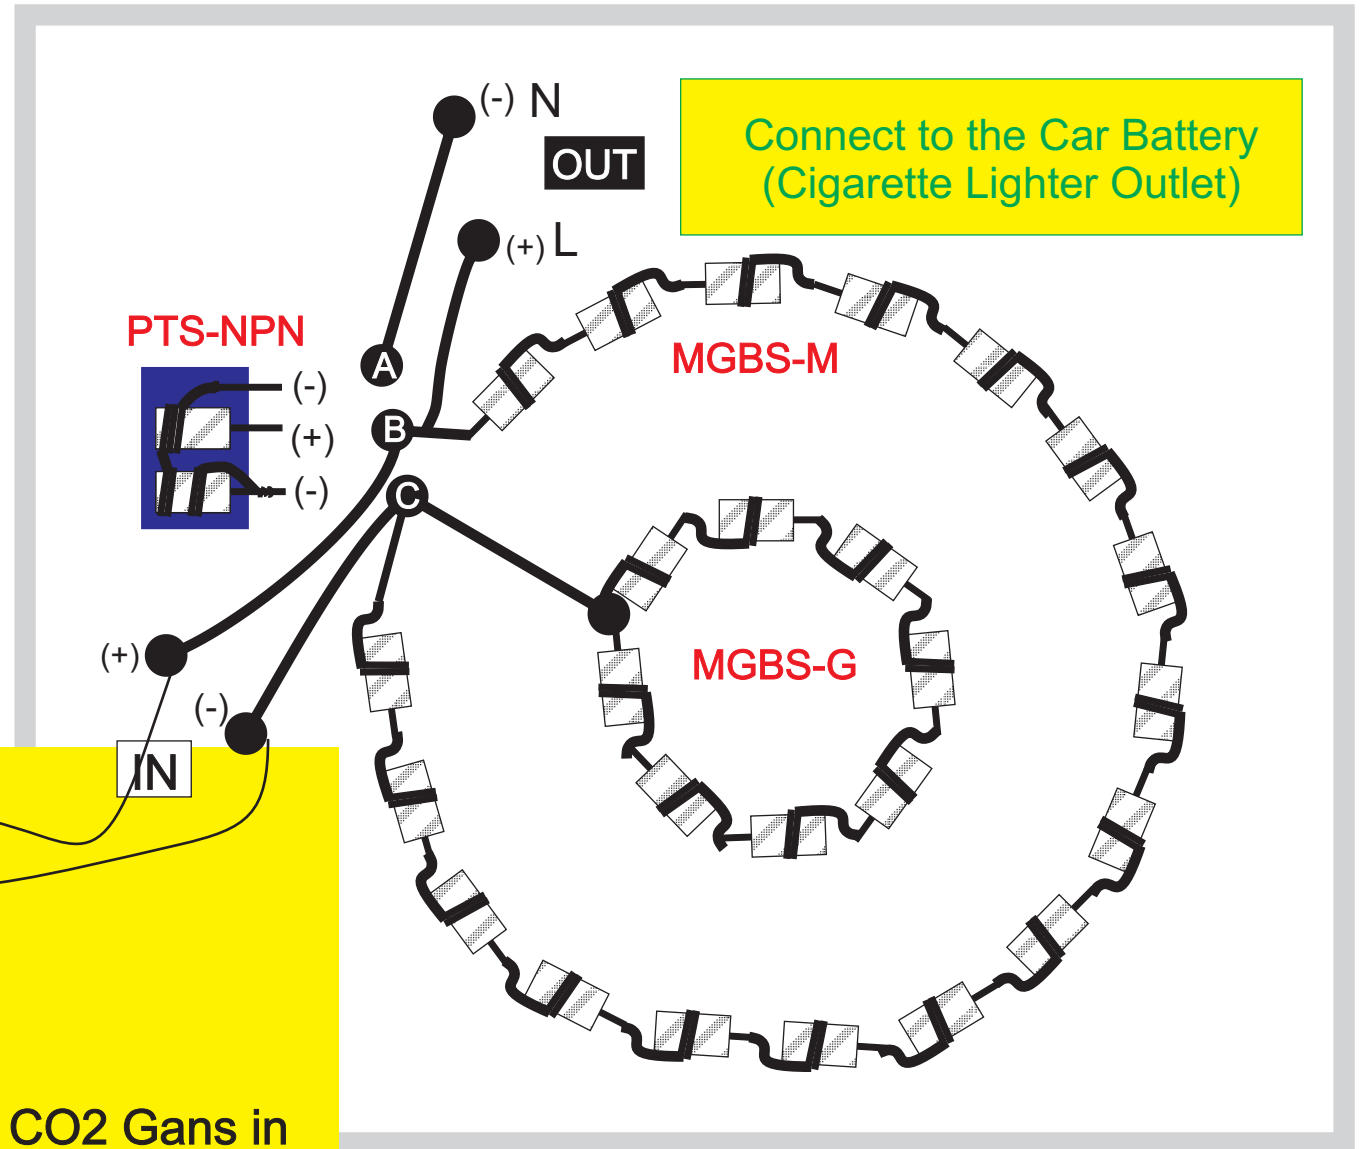 (-) N
OUT
Connect to the Car Battery
(Cigarette Lighter Outlet)
(+) L
PTS-NPN
(-)
(+)
(-)
A
B
C
MGBS-M
MGBS-G
(+)
(-)
IN
CO2 Gans in